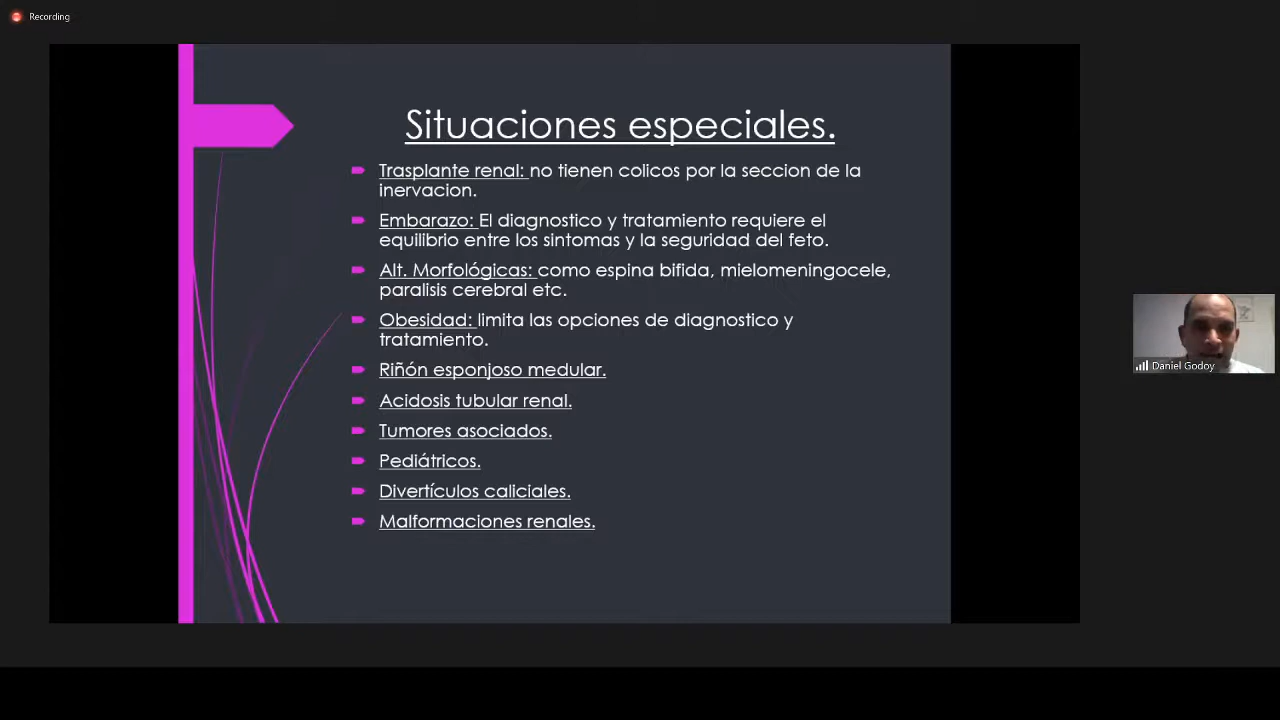 Recording
Situaciones especiales.
Trasplante renal: no tienen colicos por la seccion de la
inervacion.
Embarazo: El diagnostico y tratamiento requiere el
equilibrio entre los sintomas y la seguridad del feto.
Alt. Morfológicas: como espina bifida, mielomeningocele,
paralisis cerebral etc.
Obesidad: limita las opciones de diagnostico y
tratamiento.
Riñón esponjoso medular.
Acidosis tubular renal.
Tumores asociados.
Pediátricos.
Divertículos caliciales.
Malformaciones renales.
Daniel Godoy